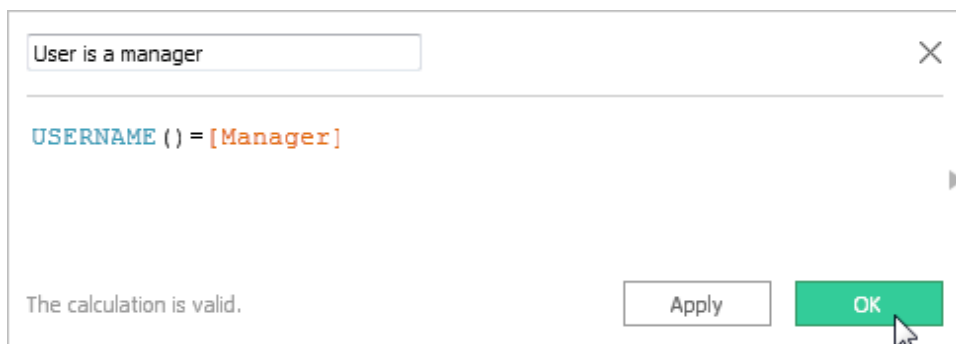 User is a manager
USERNAME()=[Manager]
The calculation is valid.
Apply
OK